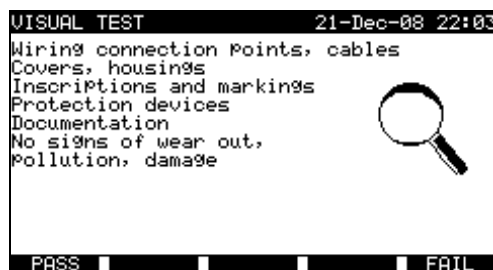 VISUAL TEST 21-Dec-08 22:03
Wiring connection points, cables
Covers, housings
Inscriptions and markings
Protection devices
Documentation
No signs of wear out,
pollution, damage
PASS FAIL